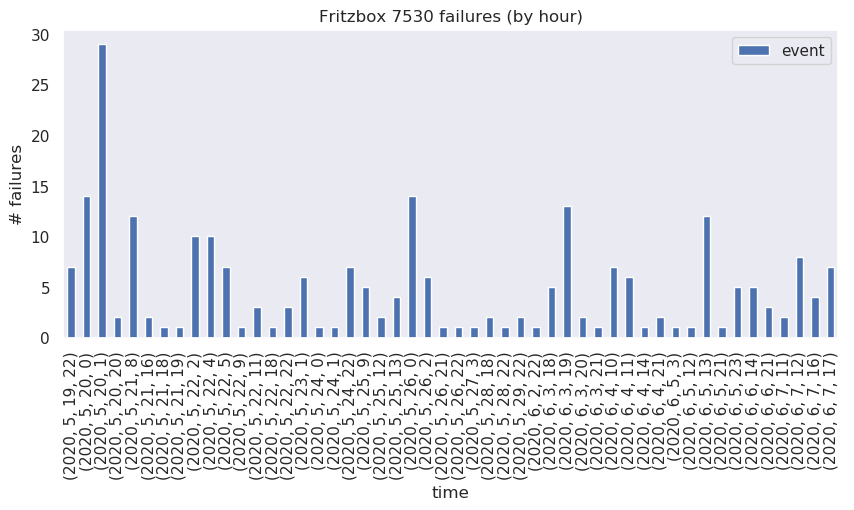 Fritzbox 7530 failures (by hour)
event
30
25
20
15
10
5
0
# failures
(2020, 5, 19, 22)
(2020, 5, 20, 0)
(2020, 5, 20, 1)
(2020, 5, 20, 20)
(2020, 5, 21, 8)
(2020, 5, 21, 16)
(2020, 5, 21, 18)
(2020, 5, 21, 19)
(2020, 5, 22, 2)
(2020, 5, 22, 4)
(2020, 5, 22, 5)
(2020, 5, 22, 9)
(2020, 5, 22, 11)
(2020, 5, 22, 18)
(2020, 5, 22, 22)
(2020, 5, 23, 1)
(2020, 5, 24, 0)
(2020, 5, 24, 1)
(2020, 5, 24, 22)
(2020, 5, 25, 9)
(2020, 5, 25, 12)
(2020, 5, 25, 13)
(2020, 5, 26, 0)
(2020, 5, 26, 2)
(2020, 5, 26, 21)
(2020, 5, 26, 22)
(2020, 5, 27, 3)
(2020, 5, 28, 18)
(2020, 5, 28, 22)
(2020, 5, 29, 22)
(2020, 6, 2, 22)
(2020, 6, 3, 18)
(2020, 6, 3, 19)
(2020, 6, 3, 20)
(2020, 6, 3, 21)
(2020, 6, 4, 10)
(2020, 6, 4, 11)
(2020, 6, 4, 14)
(2020, 6, 4, 21)
(2020, 6, 5, 3)
(2020, 6, 5, 12)
(2020, 6, 5, 13)
(2020, 6, 5, 21)
(2020, 6, 5, 23)
(2020, 6, 6, 14)
(2020, 6, 6, 21)
(2020, 6, 7, 11)
(2020, 6, 7, 12)
(2020, 6, 7, 16)
(2020, 6, 7, 17)
time